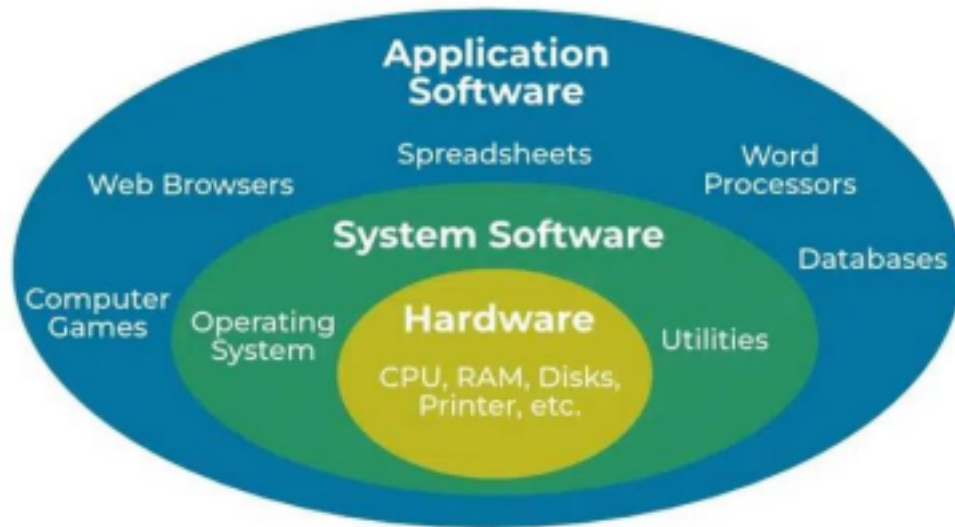 Application
Software
Spreadsheets
Word
Processors
Web Browsers
System Software
Databases
Computer
Games
Operating
System
Hardware
Utilities
CPU, RAM, Disks,
Printer, etc.